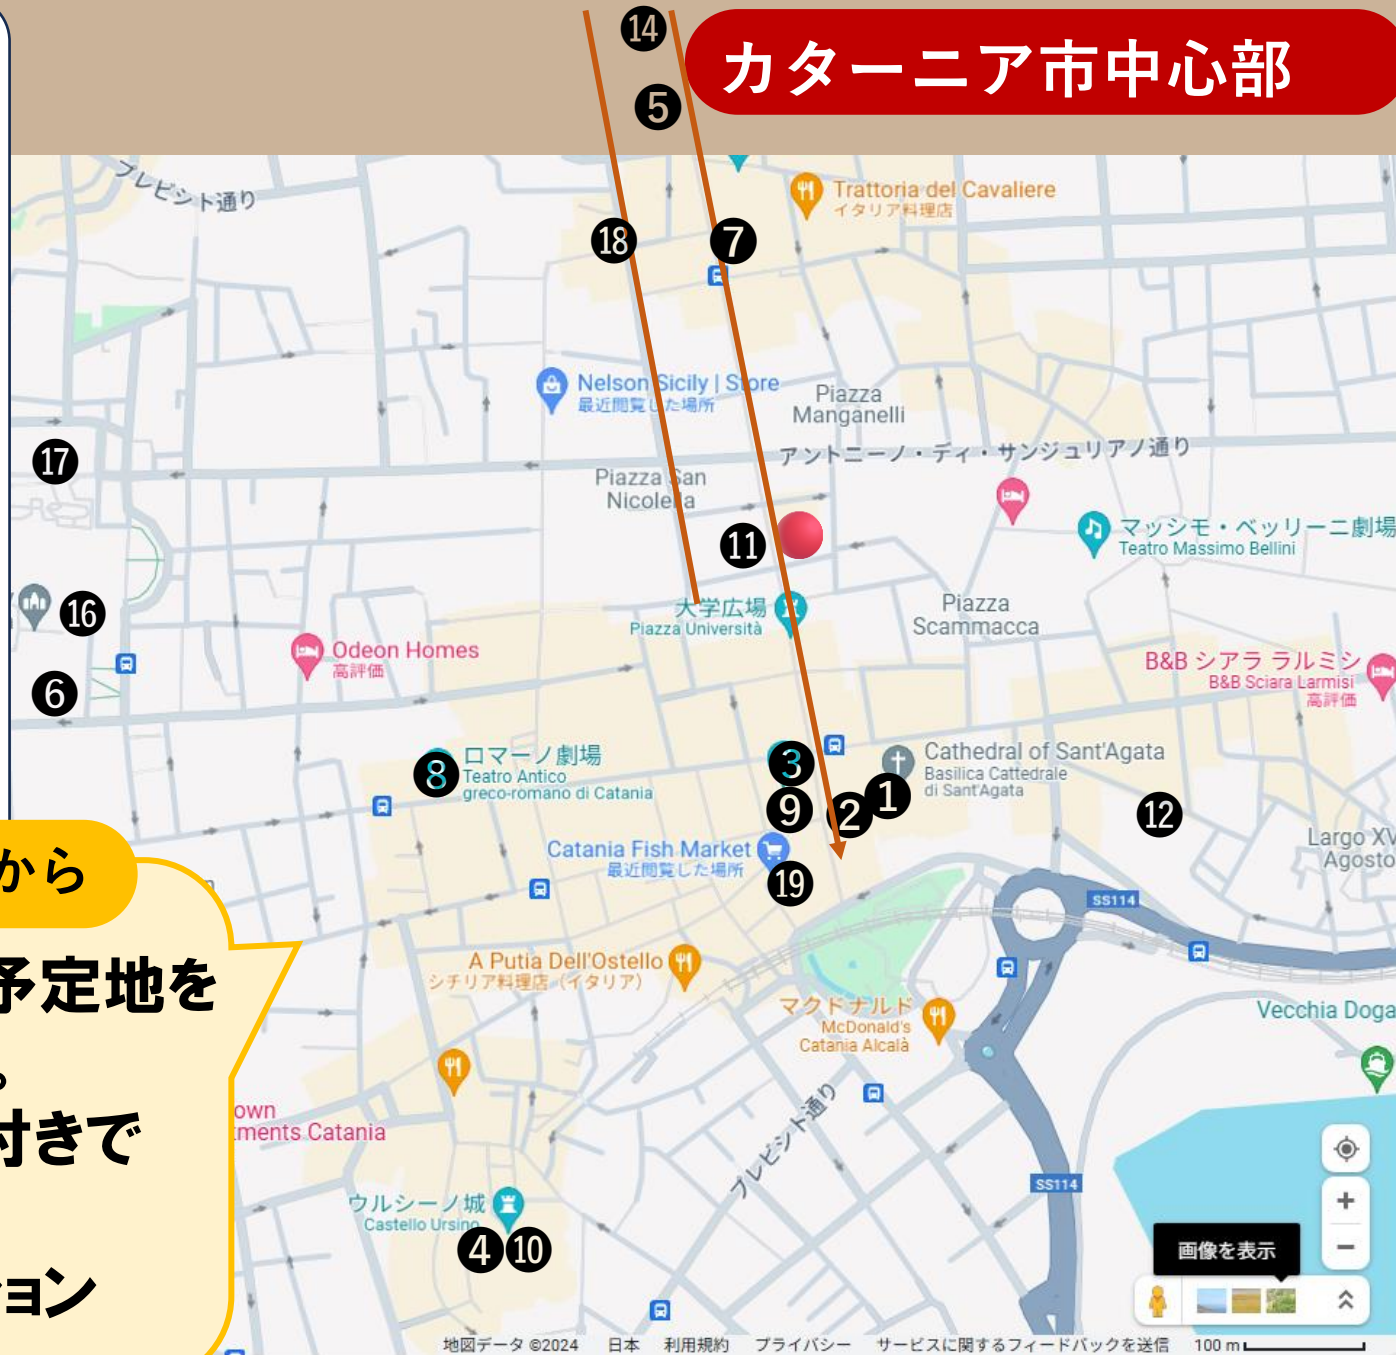 カターニア市中心部
⓮
❺
プレビシト通り
Trattoria del Cavaliere
イタリア料理店
⓲
❼
Nelson Sicily | Store
最近閲覧した場所
Piazza
Manganelli
アントニーノ・ディ・サンジュリアノ通り
⓱
Piazza San
Nicolella
⓫
マッシモ・ベッリーニ劇場
Teatro Massimo Bellini
⓰
大学広場
Piazza Università
Piazza
Scammacca
Odeon Homes
高評価
B&B シアラ ラルミシ
B&B Sciara Larmisi
高評価
❻
❽
ロマーノ劇場
Teatro Antico
greco-romano di Catania
❸
❾
❷
❶
Cathedral of Sant'Agata
Basilica Cattedrale
di Sant'Agata
⓬
Largo XV
Agosto
Catania Fish Market
最近閲覧した場所
⓳
から
SS114
予定地を
。
付きで
ョン
A Putia Dell'Ostello
シチリア料理店（イタリア）
マクドナルド
McDonald's
Catania Alcalà
Vecchia Doga
own
tments Catania
プレビシト通り
SS114
ウルシーノ城
Castello Ursino
❹
❿
画像を表示
地図データ ©2024 日本 利用規約 プライバシー サービスに関するフィードバックを送信 100 m